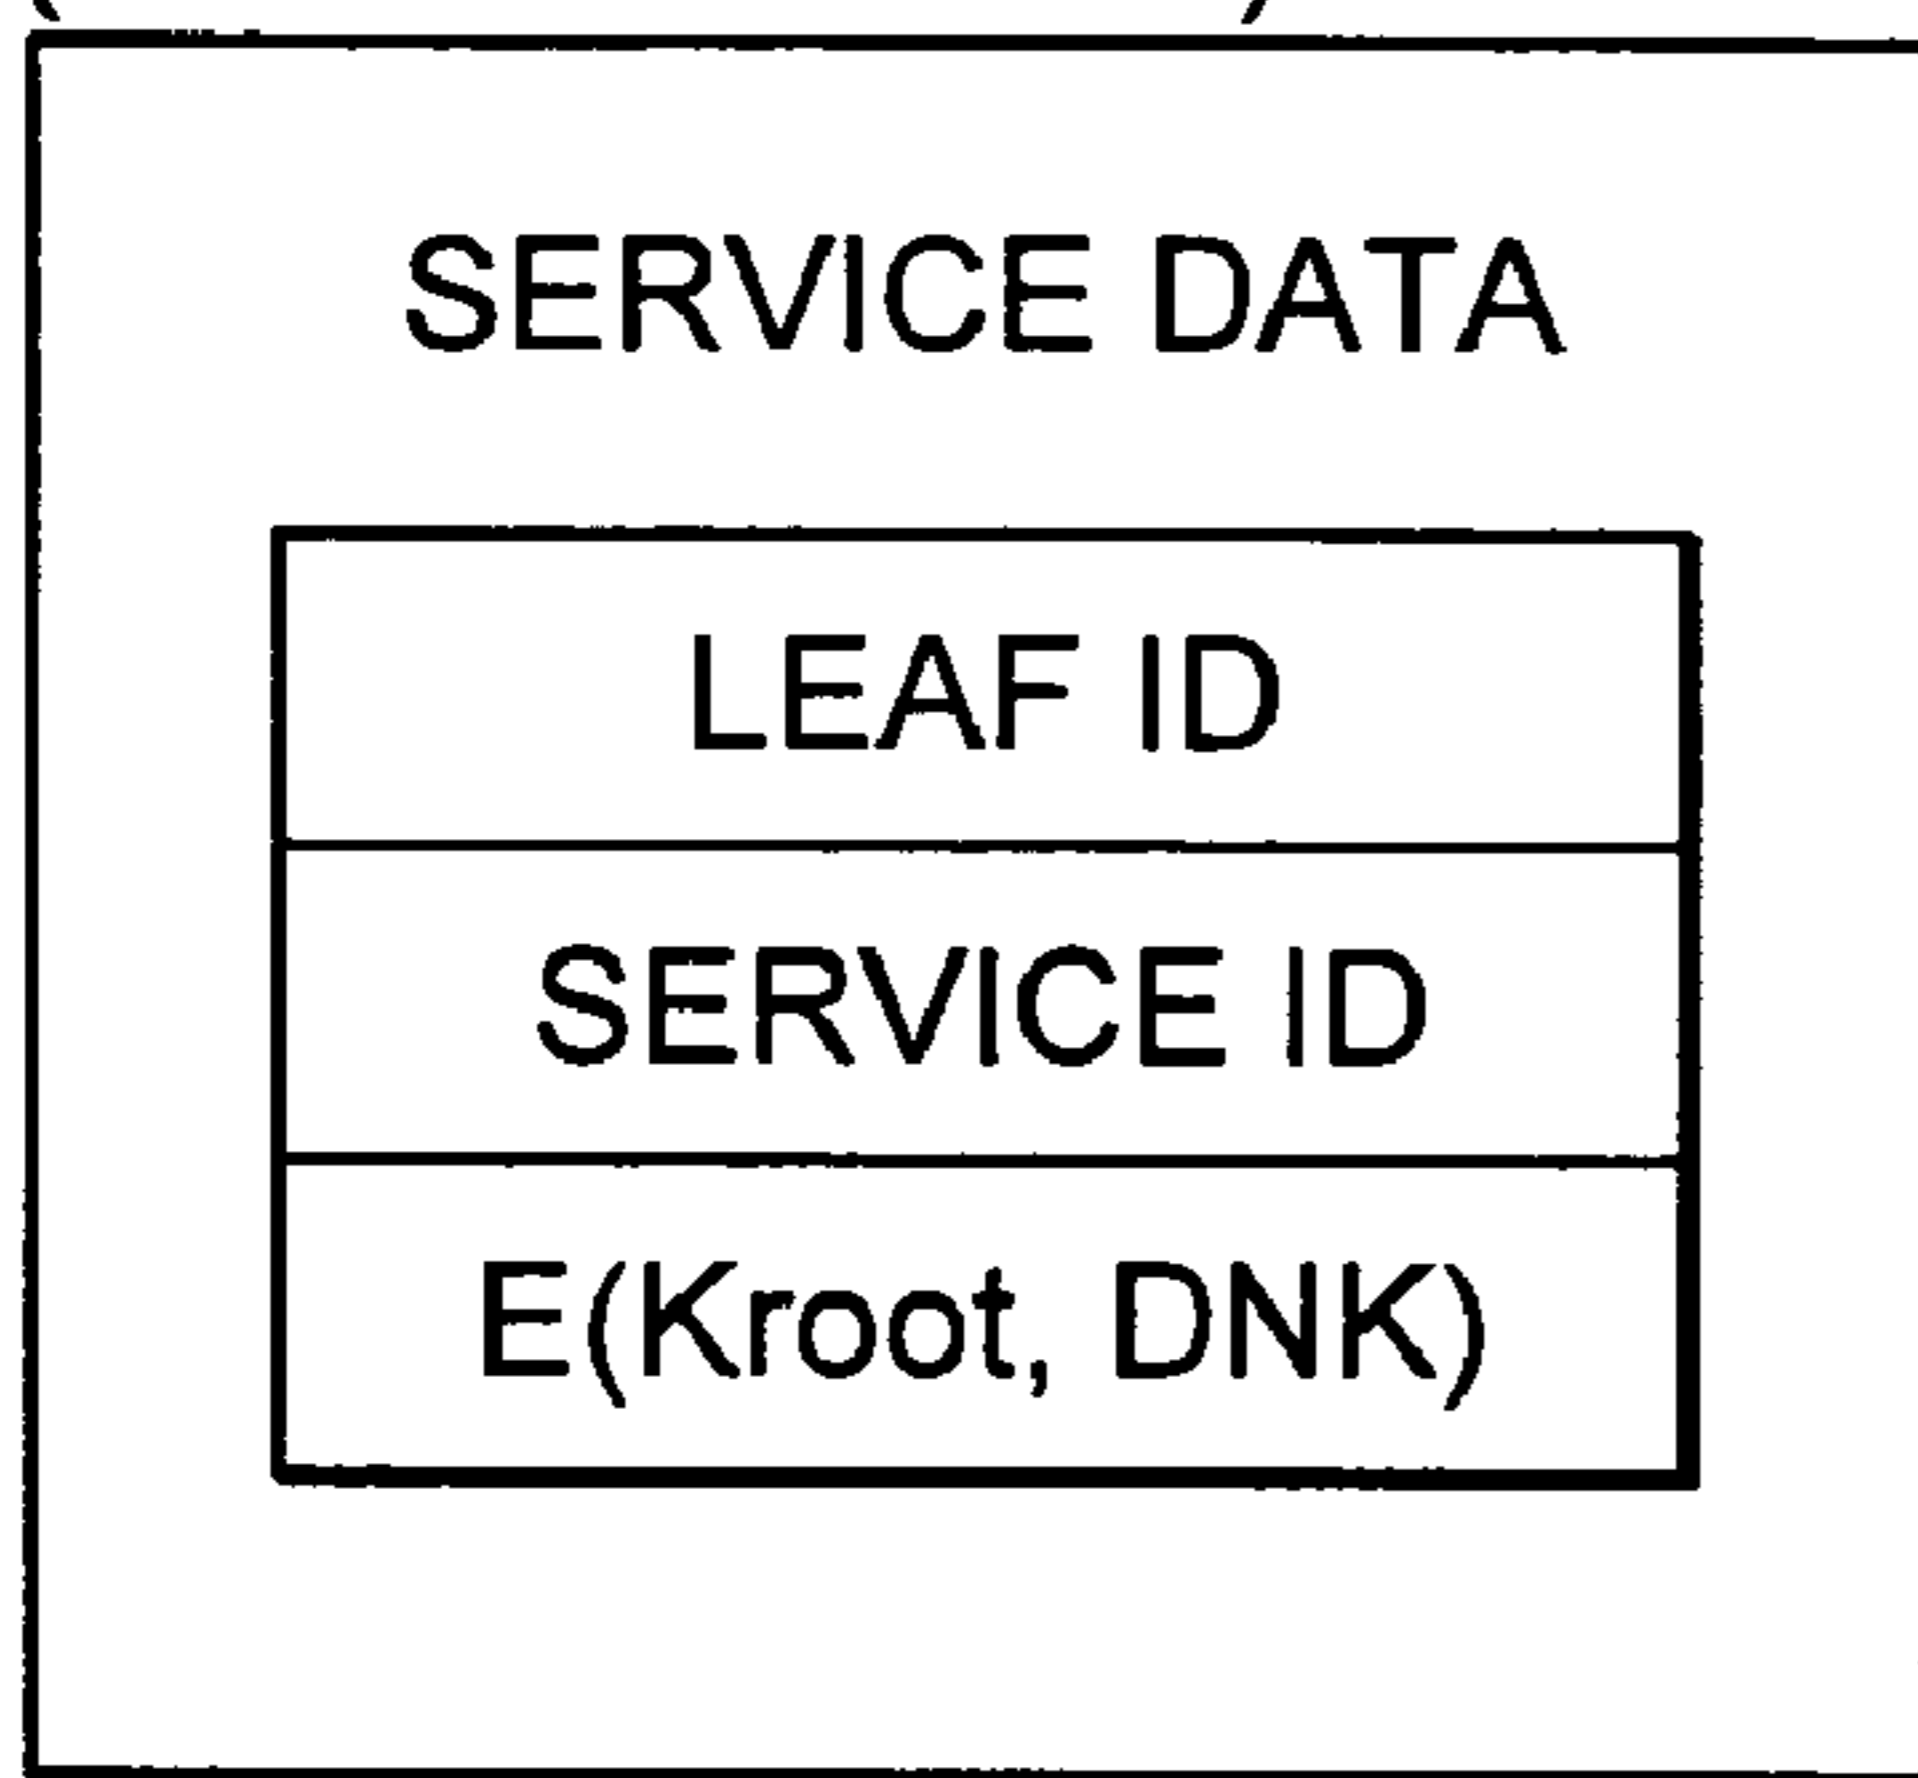 SERVICE DATA
LEAF ID
SERVICE ID
E(Kroot, DNK)